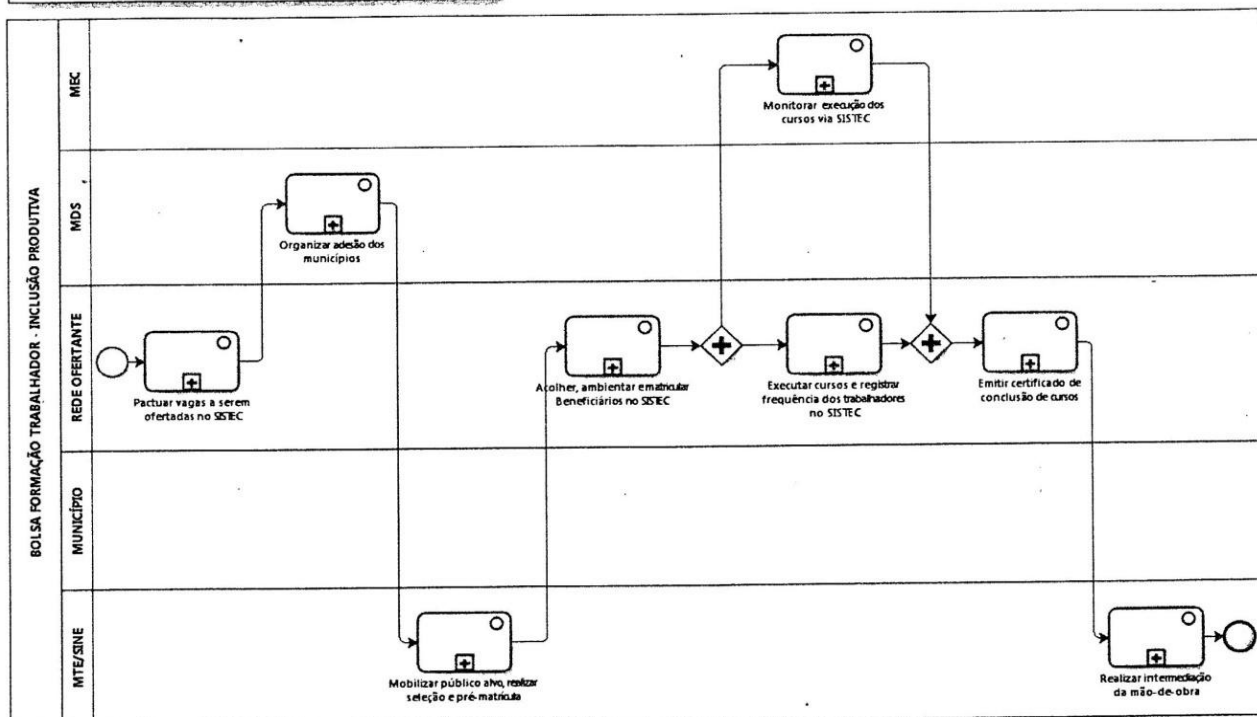 BOLSA FORMAÇÃO TRABALHADOR - INCLUSÃO PRODUTIVA
MEC
Monitorar execução dos
cursos via SISTEC
MDS
Organizar adesão dos
municípios
REDE OFERTANTE
Pactuar vagas a serem
ofertadas no SISTEC
Acolher, ambientar e matricular
Beneficiários no SISTEC
Executar cursos e registrar
frequência dos trabalhadores
no SISTEC
Emitir certificado de
conclusão de cursos
MUNICÍPIO
MTE/SINE
Mobilizar público alvo, realizar
seleção e pré-matrícula
Realizar intermediação
da mão-de-obra